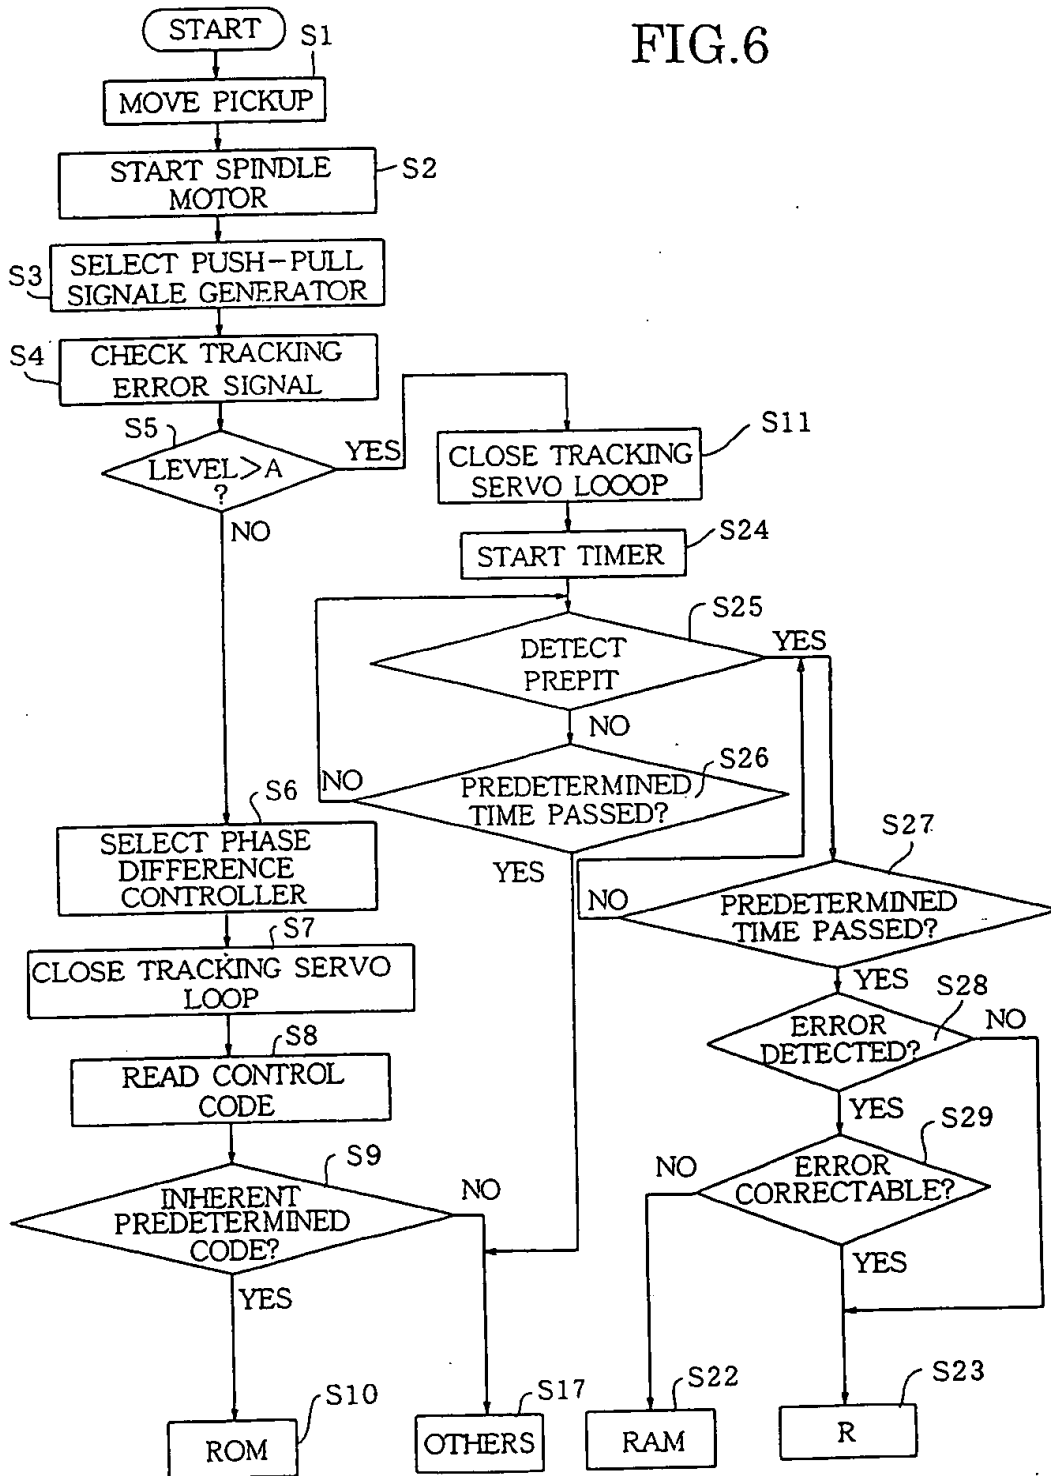 FIG.6
START
S1
MOVE PICKUP
S2
START SPINDLE
MOTOR
S3
SELECT PUSH-PULL
SIGNALE GENERATOR
S4
CHECK TRACKING
ERROR SIGNAL
S5
LEVEL>A
?
YES
NO
S11
CLOSE TRACKING
SERVO LOOOP
S24
START TIMER
S25
DETECT
PREPIT
YES
NO
S26
PREDETERMINED
TIME PASSED?
NO
YES
S6
SELECT PHASE
DIFFERENCE
CONTROLLER
S7
CLOSE TRACKING SERVO
LOOP
S8
READ CONTROL
CODE
S9
INHERENT
PREDETERMINED
CODE?
NO
YES
S27
PREDETERMINED
TIME PASSED?
NO
YES
S28
ERROR
DETECTED?
NO
YES
S29
ERROR
CORRECTABLE?
NO
YES
S10
ROM
S17
OTHERS
S22
RAM
S23
R